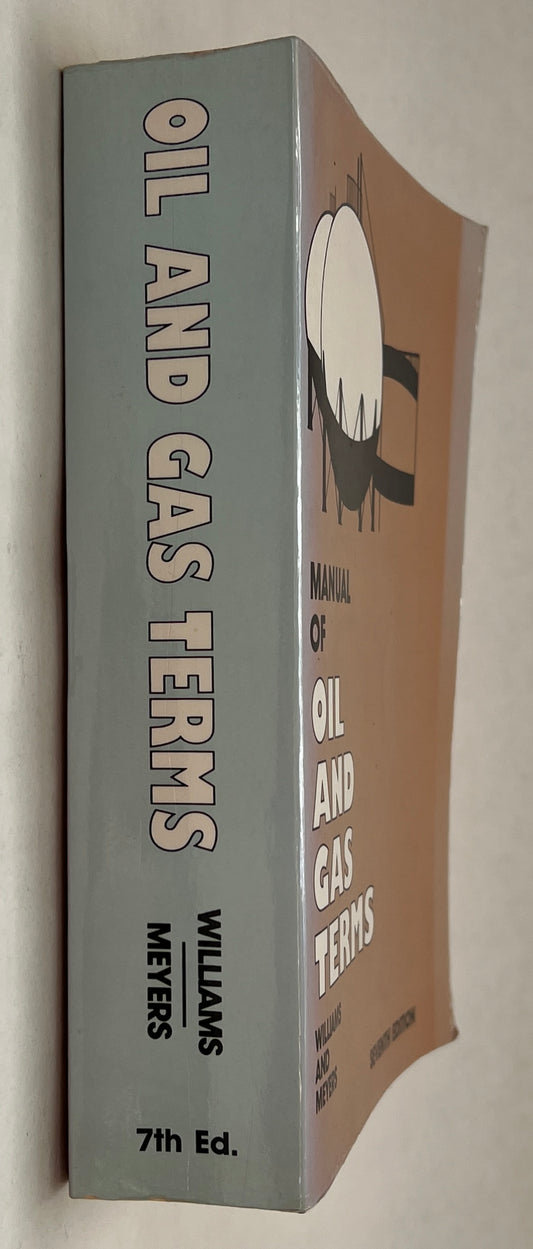 OIL AND GAS TERMS
WILLIAMS
MEYERS
7th Ed.
MANUAL
OF
OIL
AND
GAS
TERMS
WILLIAMS
AND
MEYERS
SEVENTH EDITION